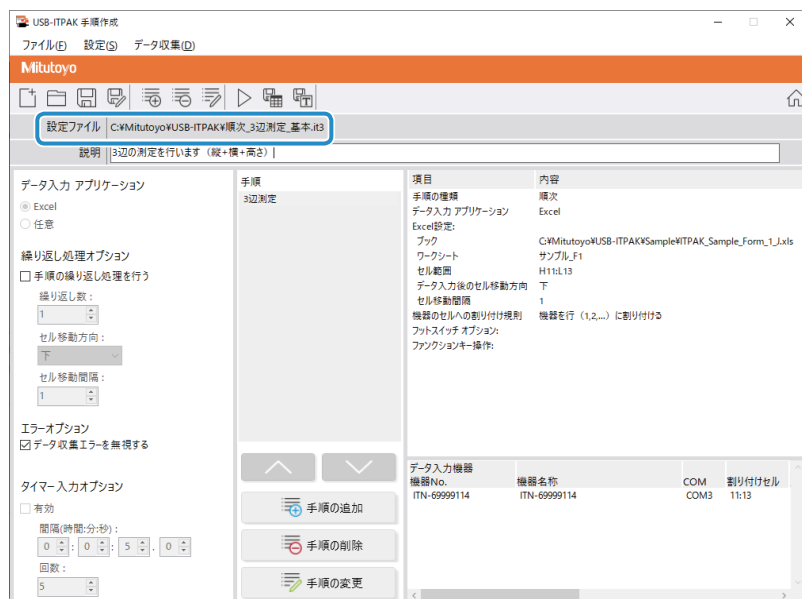 USB-ITPAK 手順作成
ファイル(F) 設定(S) データ収集(D)
Mitutoyo
設定ファイル C:¥Mitutoyo¥USB-ITPAK¥順次_3辺測定_基本.it3
説明 3辺の測定を行います（縦+横+高さ）
データ入力 アプリケーション
Excel
任意
繰り返し処理オプション
手順の繰り返し処理を行う
繰り返し数：
1
セル移動方向：
下
セル移動間隔：
1
エラーオプション
データ収集エラーを無視する
タイマー入力オプション
有効
間隔(時間:分:秒)：
0 : 0 : 5 . 0
回数：
5
手順
3辺測定
手順の追加
手順の削除
手順の変更
項目 内容
手順の種類 順次
データ入力 アプリケーション Excel
Excel設定:
ブック C:¥Mitutoyo¥USB-ITPAK¥Sample¥ITPAK_Sample_Form_1_J.xls
ワークシート サンプル_F1
セル範囲 H11:L13
データ入力後のセル移動方向 下
セル移動間隔 1
機器のセルへの割り付け規則 機器を行（1,2,...）に割り付ける
フットスイッチ オプション:
ファンクションキー操作:
データ入力機器
機器No. 機器名称 COM 割り付けセル
ITN-69999114 ITN-69999114 COM3 11:13